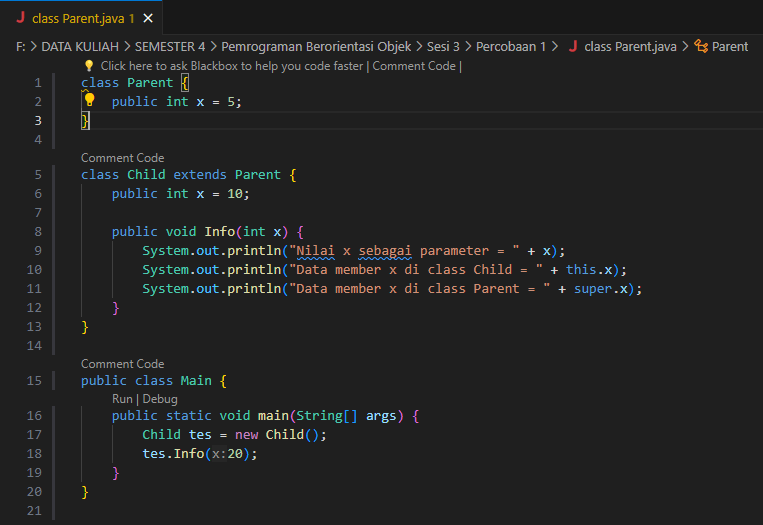 class Parent.java 1 ×
F: > DATA KULIAH > SEMESTER 4 > Pemrograman Berorientasi Objek > Sesi 3 > Percobaan 1 > class Parent.java > Parent
Click here to ask Blackbox to help you code faster | Comment Code |
1 class Parent {
2 public int x = 5;
3 }
4
Comment Code
5 class Child extends Parent {
6 public int x = 10;
7
8 public void Info(int x) {
9 System.out.println("Nilai x sebagai parameter = " + x);
10 System.out.println("Data member x di class Child = " + this.x);
11 System.out.println("Data member x di class Parent = " + super.x);
12 }
13 }
14
Comment Code
15 public class Main {
Run | Debug
16 public static void main(String[] args) {
17 Child tes = new Child();
18 tes.Info(x:20);
19 }
20 }
21